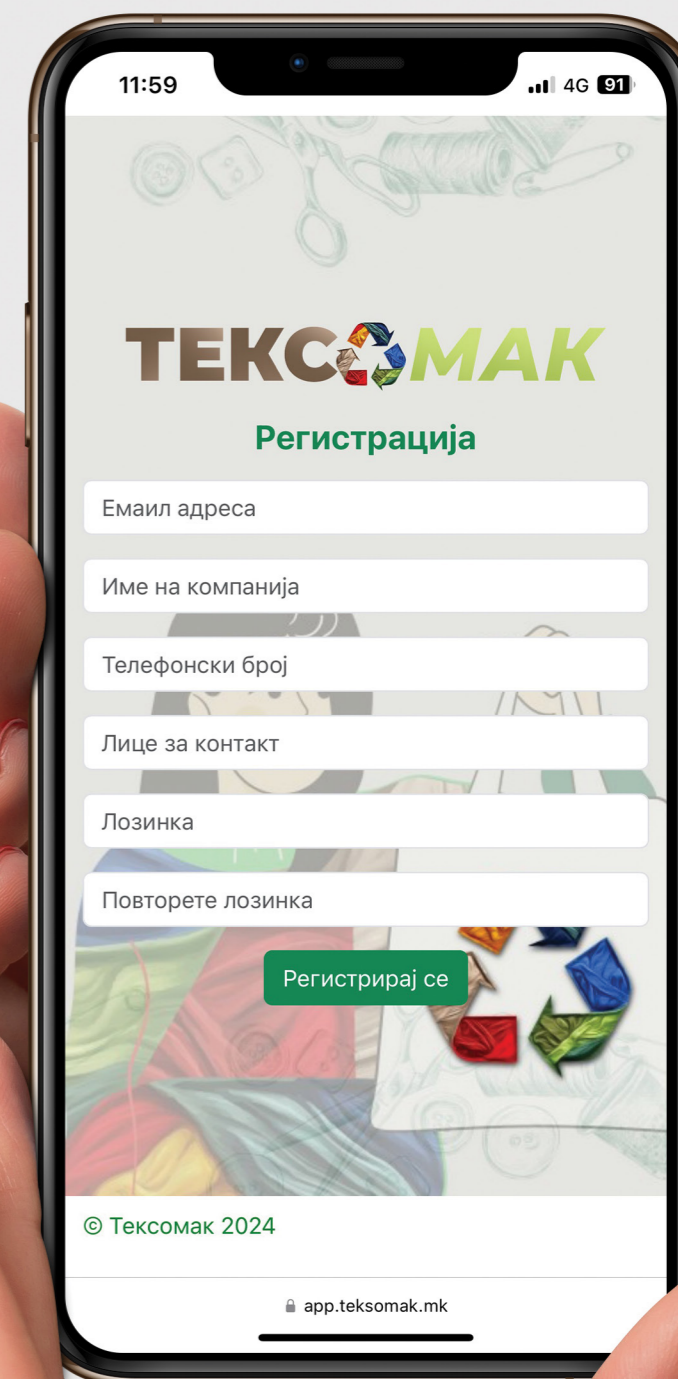 11:59
4G 91
ТЕКСОМАК
Регистрација
Емаил адреса
Име на компанија
Телефонски број
Лице за контакт
Лозинка
Повторете лозинка
Регистрирај се
© Тексомак 2024
app.teksomak.mk